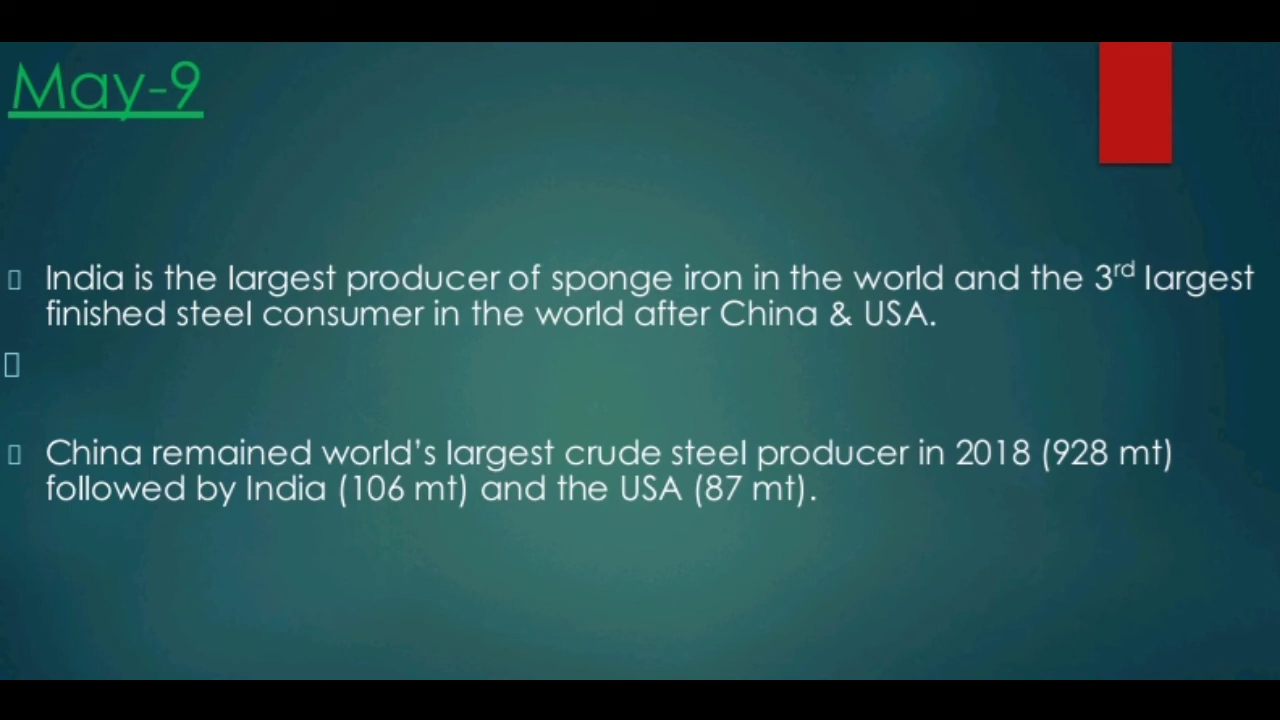 May-9
India is the largest producer of sponge iron in the world and the 3rd largest
finished steel consumer in the world after China & USA.
China remained world's largest crude steel producer in 2018 (928 mt)
followed by India (106 mt) and the USA (87 mt).